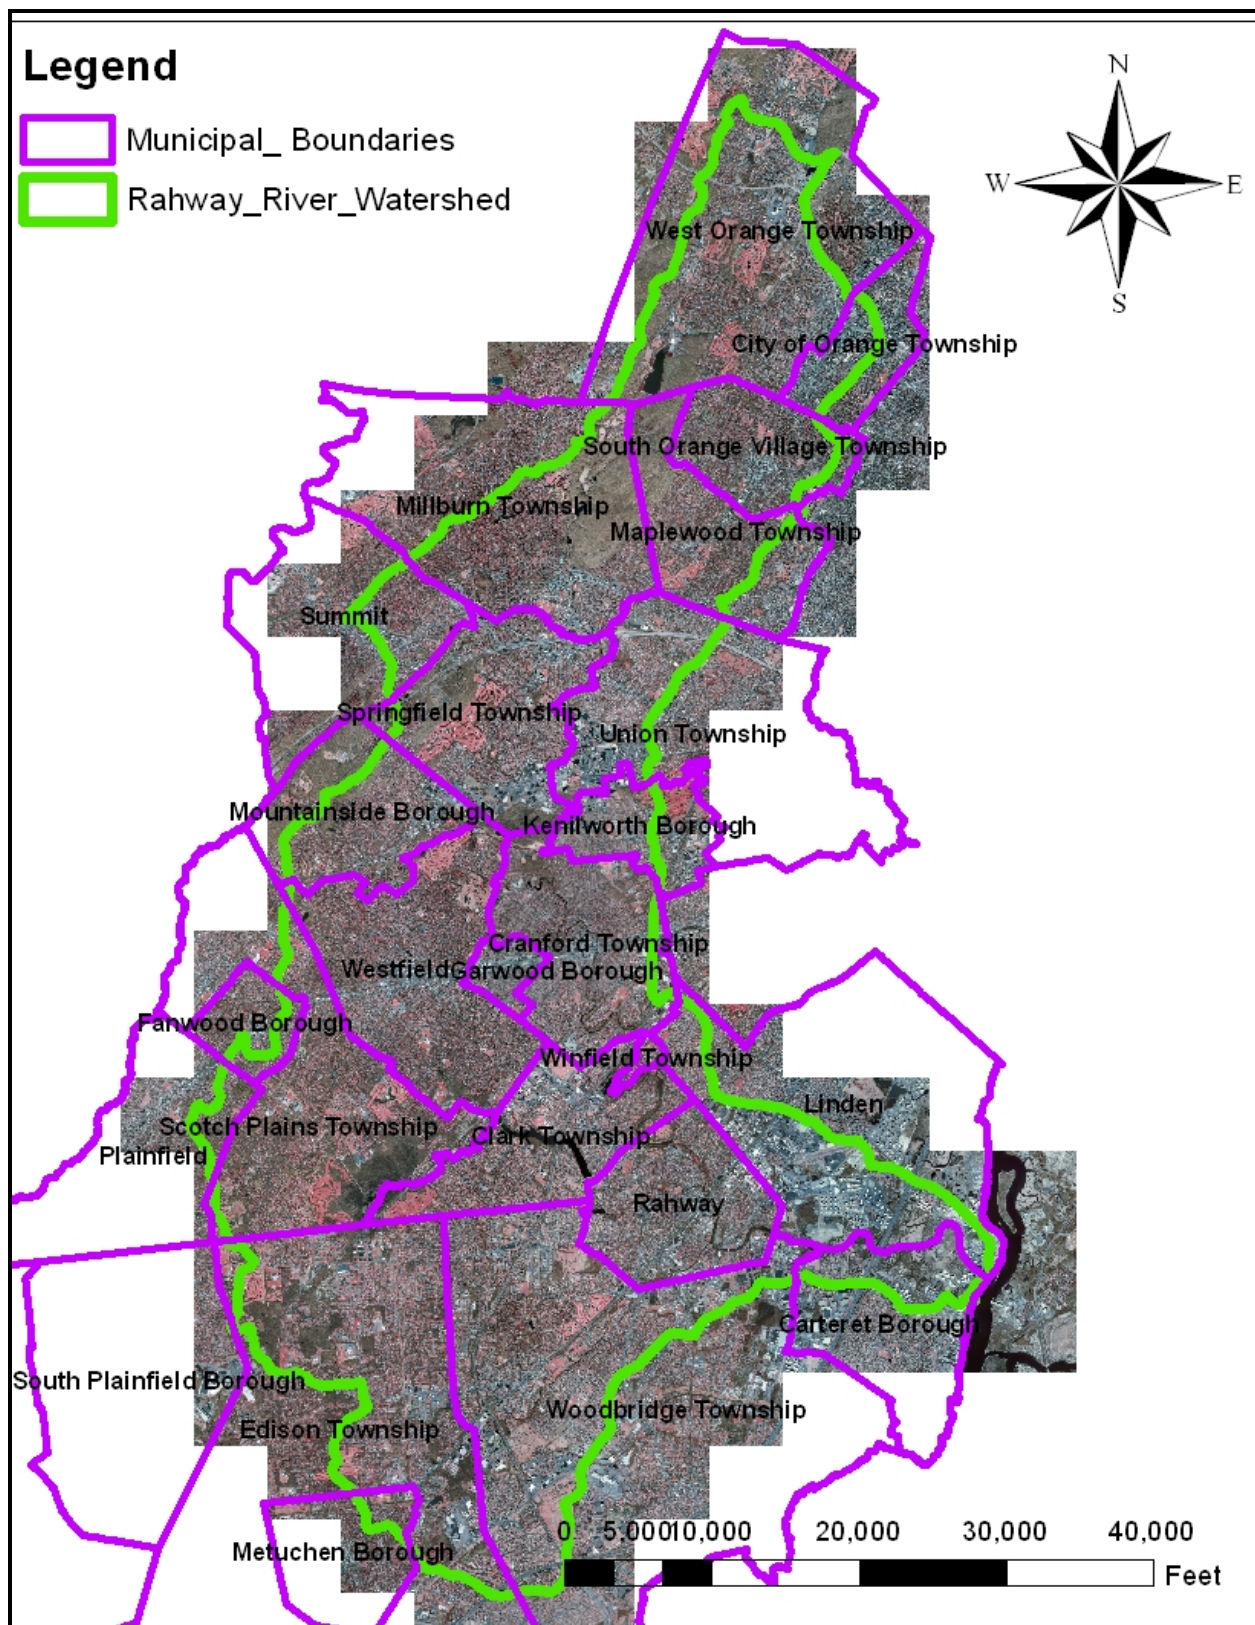 Legend
Municipal_ Boundaries
Rahway_River_Watershed
N
W
E
S
West Orange Township
City of Orange Township
South Orange Village Township
Millburn Township
Maplewood Township
Summit
Springfield Township
Union Township
Mountainside Borough
Kenilworth Borough
Cranford Township
Westfield
Garwood Borough
Fanwood Borough
Winfield Township
Linden
Scotch Plains Township
Clark Township
Plainfield
Rahway
Carteret Borough
South Plainfield Borough
Woodbridge Township
Edison Township
Metuchen Borough
0 5,000 10,000 20,000 30,000 40,000
Feet